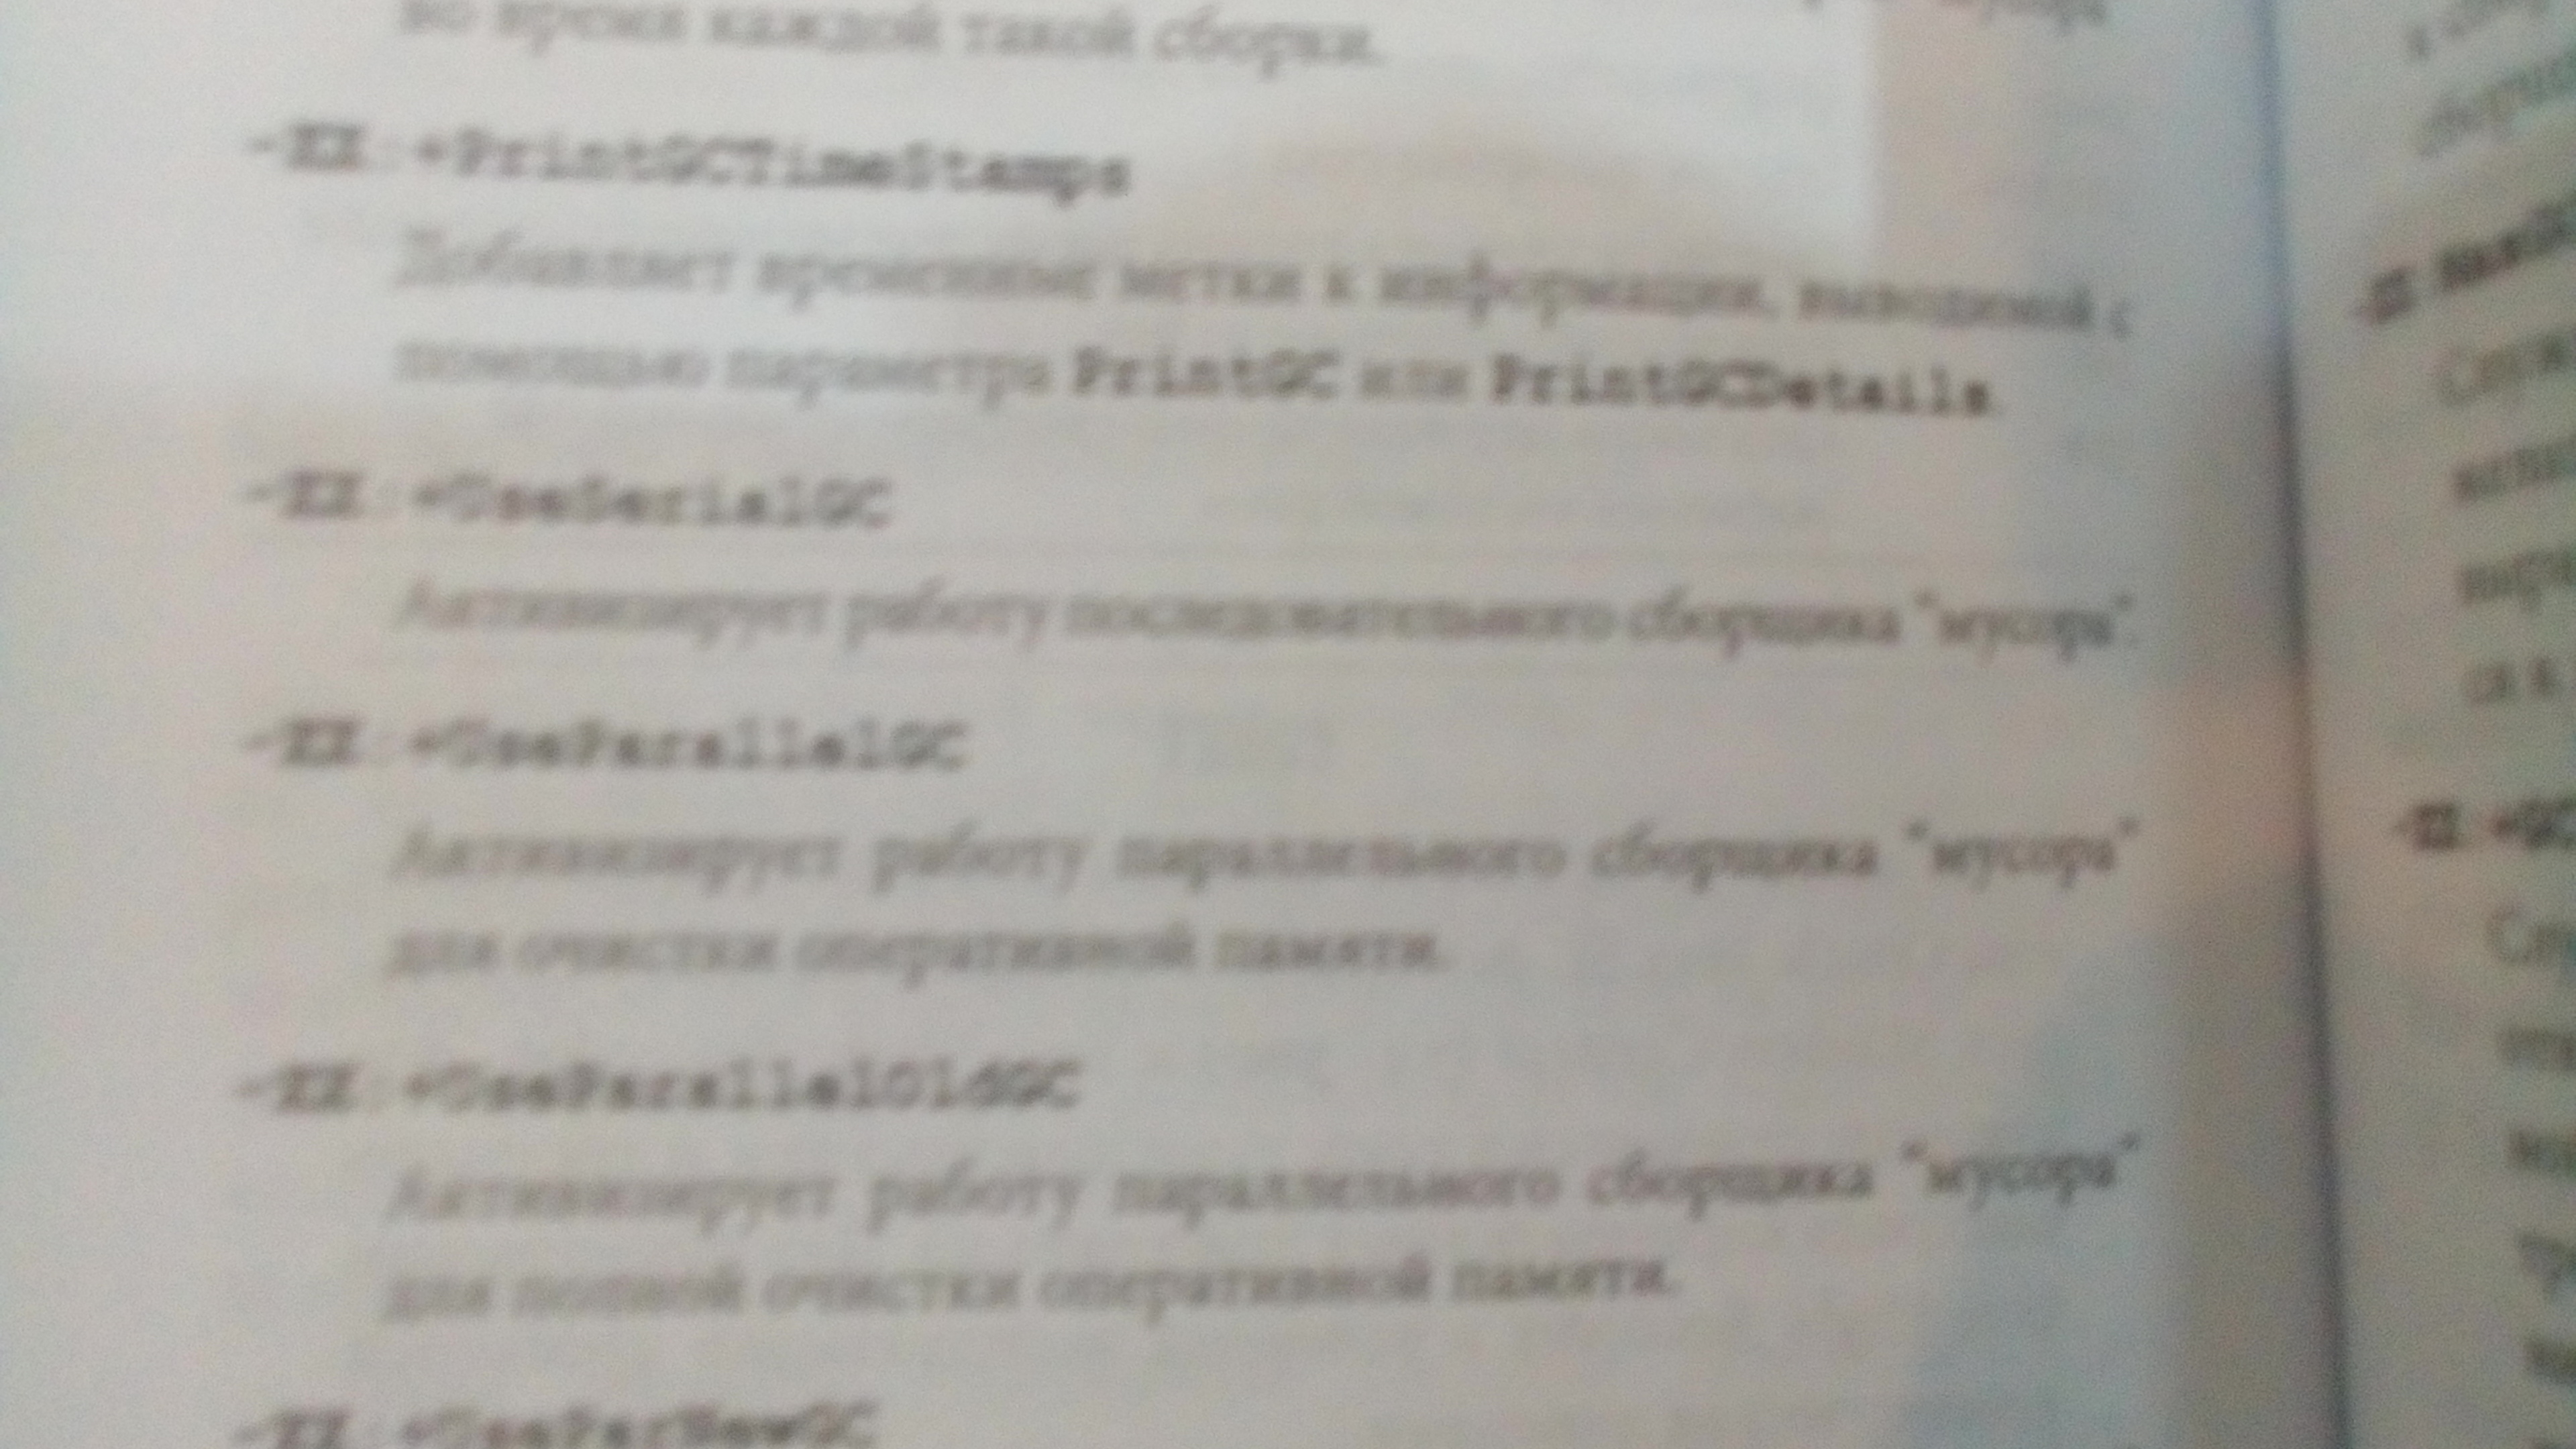 во время каждой такой сборки.
-XX:+PrintGCTimeStamps
Добавляет временные метки к информации, выводимой с
помощью параметра PrintGC или PrintGCDetails.
-XX:+UseSerialGC
Активизирует работу последовательного сборщика "мусора".
-XX:+UseParallelGC
Активизирует работу параллельного сборщика "мусора"
для очистки оперативной памяти.
-XX:+UseParallelOldGC
Активизирует работу параллельного сборщика "мусора"
для полной очистки оперативной памяти.
-XX:+UseParNewGC